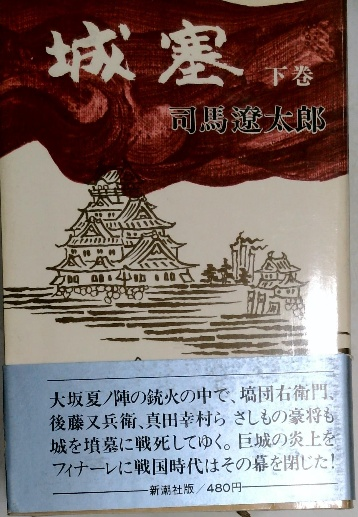 城塞 下巻
司馬遼太郎
大坂夏ノ陣の銃火の中で、塙団右衛門、
後藤又兵衛、真田幸村ら さしもの豪将も
城を墳墓に戦死してゆく。巨城の炎上を
フィナーレに戦国時代はその幕を閉じた!
新潮社版/480円